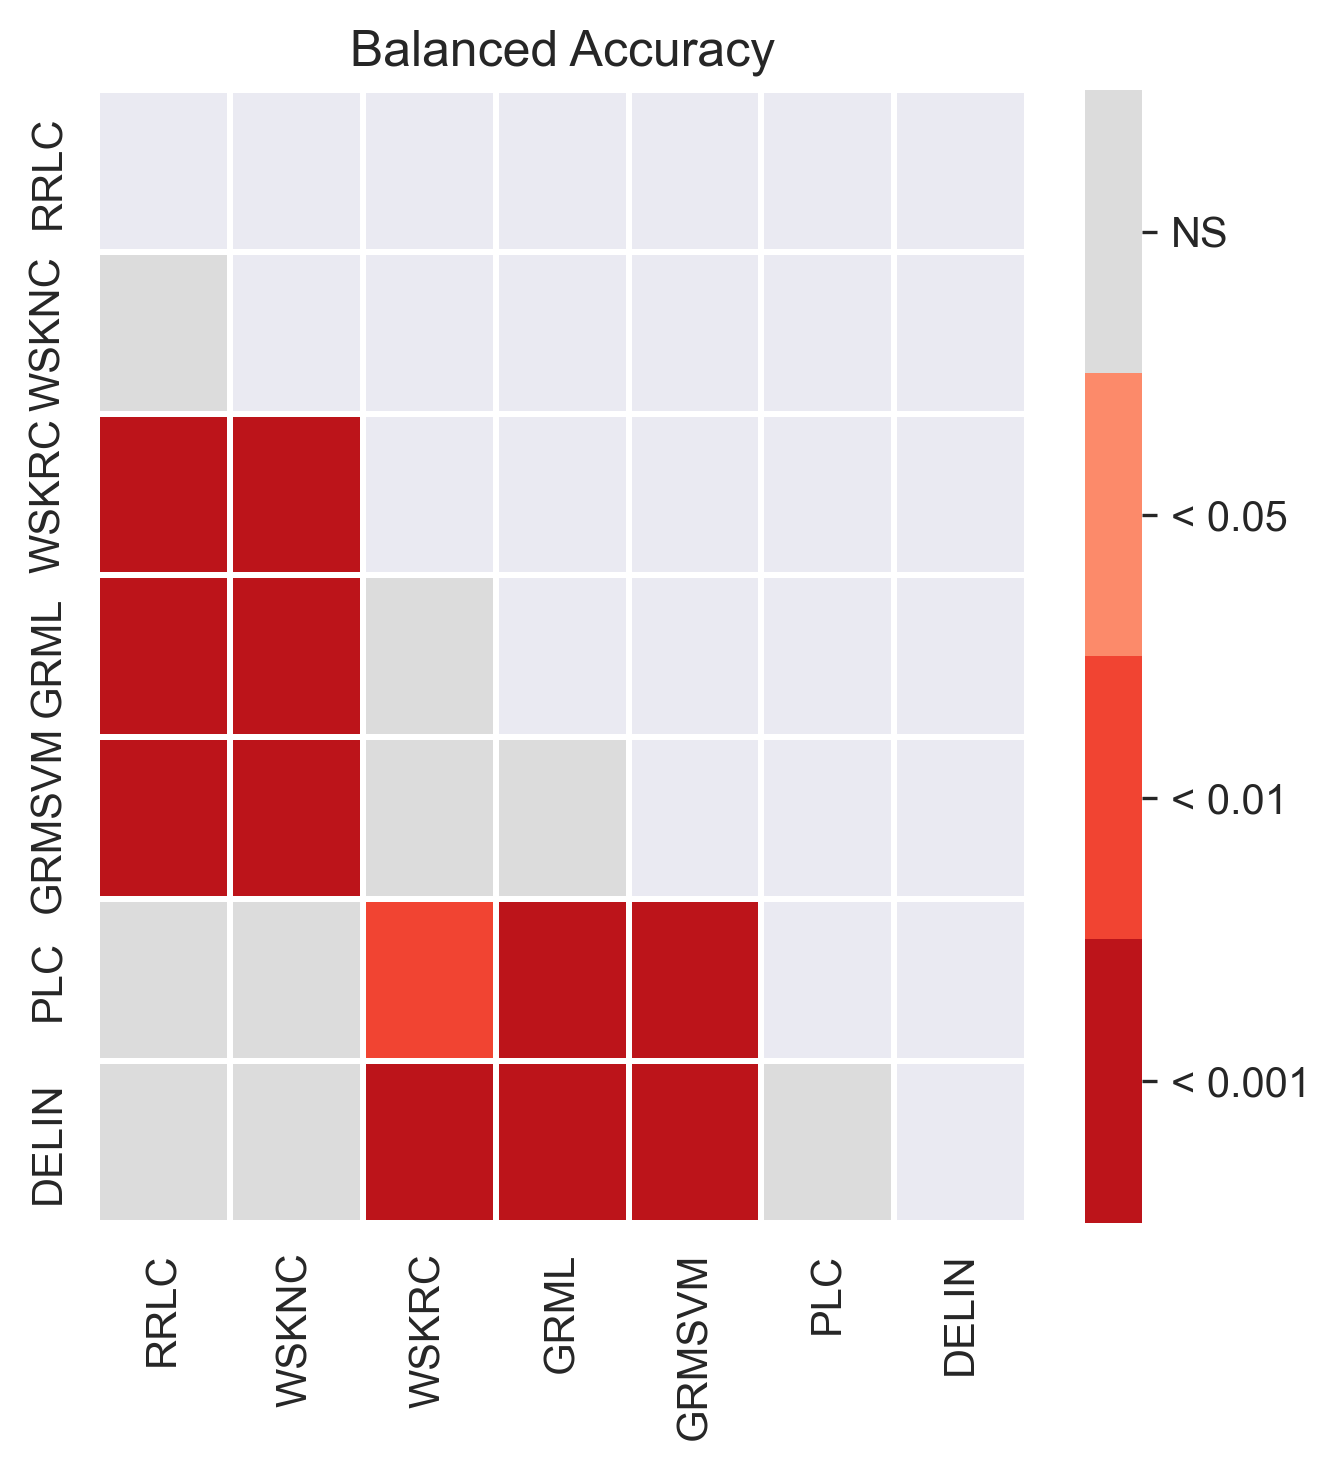 Balanced Accuracy
RRLC
WSKNC
WSKRC
GRML
GRMSVM
PLC
DELIN
RRLC
WSKNC
WSKRC
GRML
GRMSVM
PLC
DELIN
NS
< 0.05
< 0.01
< 0.001